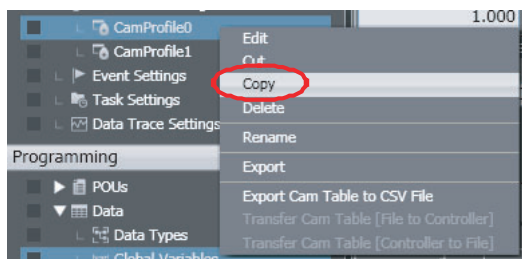 1.000
CamProfile0
CamProfile1
Event Settings
Task Settings
Data Trace Settings
Programming
POUs
Data
Data Types
Global Variables
Edit
Cut
Copy
Delete
Rename
Export
Export Cam Table to CSV File
Transfer Cam Table [File to Controller]
Transfer Cam Table [Controller to File]